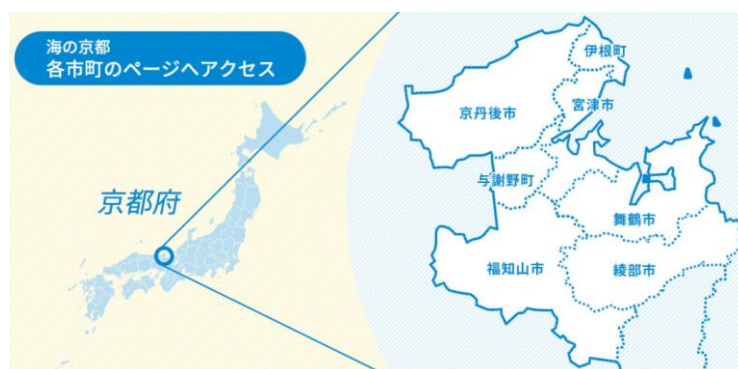 海の京都
各市町のページへアクセス
京都府
伊根町
宮津市
京丹後市
与謝野町
舞鶴市
福知山市
綾部市